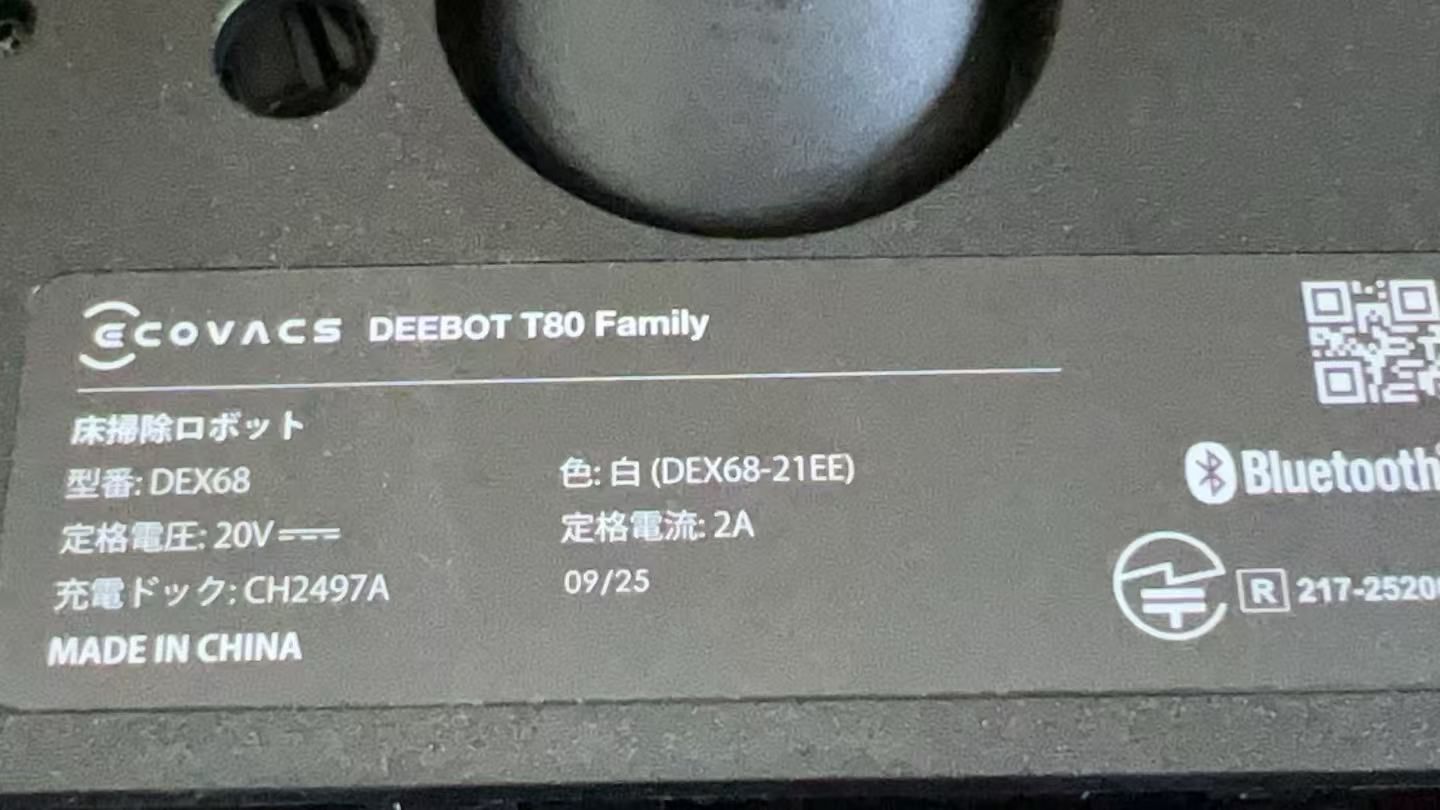 ECOVACS DEEBOT T80 Family
床掃除ロボット
型番: DEX68 色: 白 (DEX68-21EE)
定格電圧: 20V 定格電流: 2A
充電ドック: CH2497A 09/25
MADE IN CHINA
Bluetooth
R 217-2520